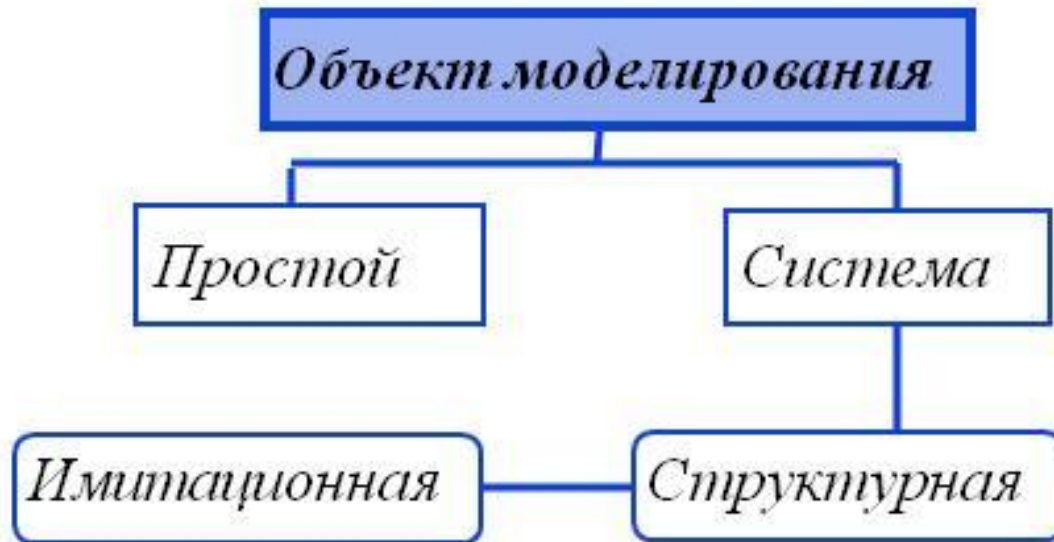 Объект моделирования
Простой
Система
Имитационная
Структурная